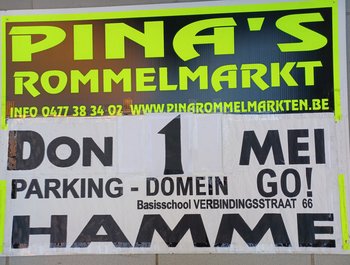 PINA'S
ROMMELMARKT
INFO 0477 38 34 02 WWW.PINAROMMELMARKTEN.BE
DON 1 MEI
PARKING - DOMEIN GO!
Basisschool VERBINDINGSSTRAAT 66
HAMME